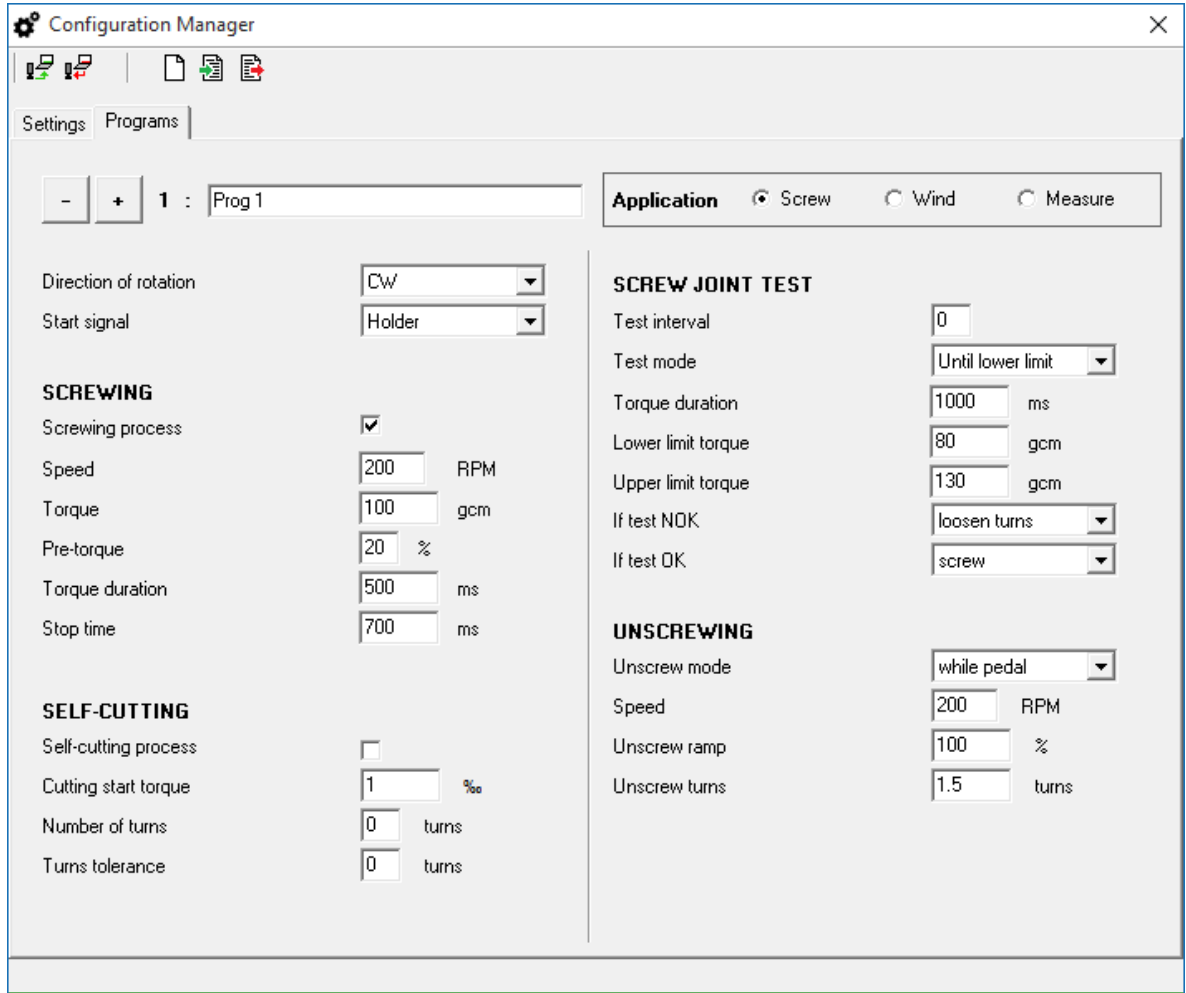 Configuration Manager
Settings Programs
- + 1 : Prog 1
Application Screw Wind Measure
Direction of rotation CW
Start signal Holder
SCREWING
Screwing process
Speed 200 RPM
Torque 100 gcm
Pre-torque 20 %
Torque duration 500 ms
Stop time 700 ms
SELF-CUTTING
Self-cutting process
Cutting start torque 1 ‰
Number of turns 0 turns
Turns tolerance 0 turns
SCREW JOINT TEST
Test interval 0
Test mode Until lower limit
Torque duration 1000 ms
Lower limit torque 80 gcm
Upper limit torque 130 gcm
If test NOK loosen turns
If test OK screw
UNSCREWING
Unscrew mode while pedal
Speed 200 RPM
Unscrew ramp 100 %
Unscrew turns 1.5 turns